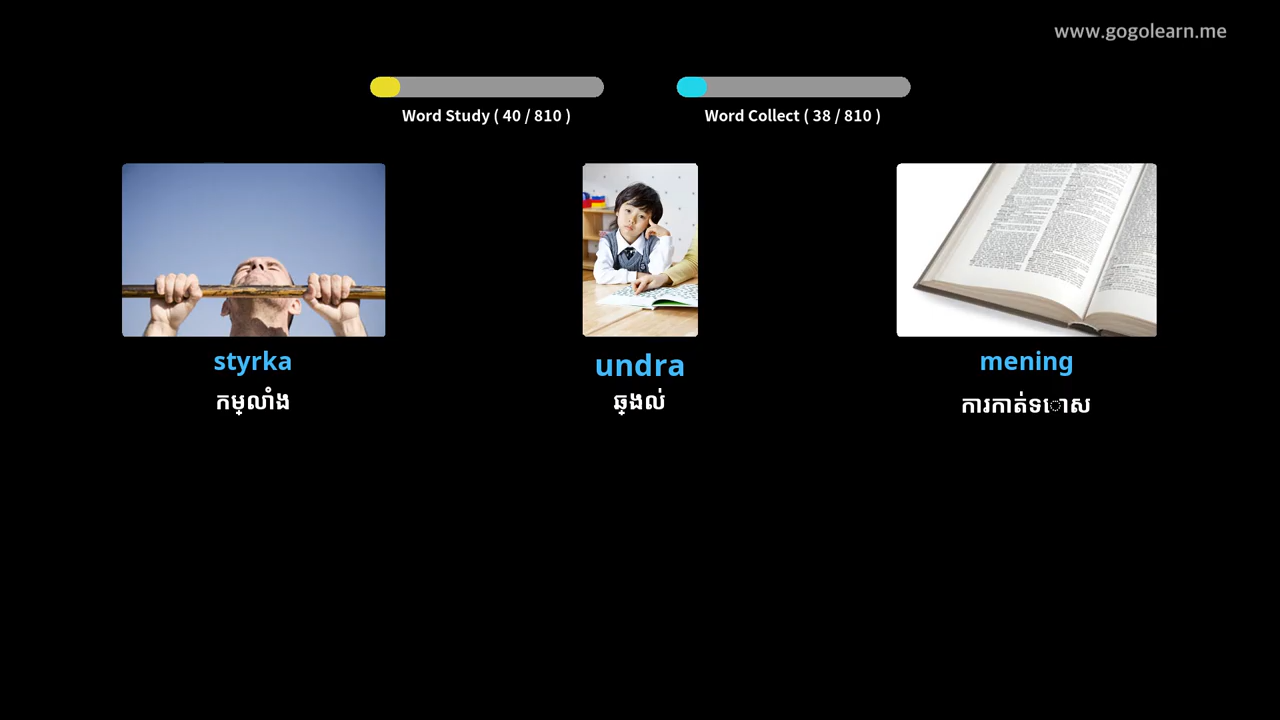 www.gogolearn.me
Word Study ( 40 / 810 )
Word Collect ( 38 / 810 )
styrka
undra
mening
កម្លាំង
ឆ្ងល់
ការកាត់ទោស